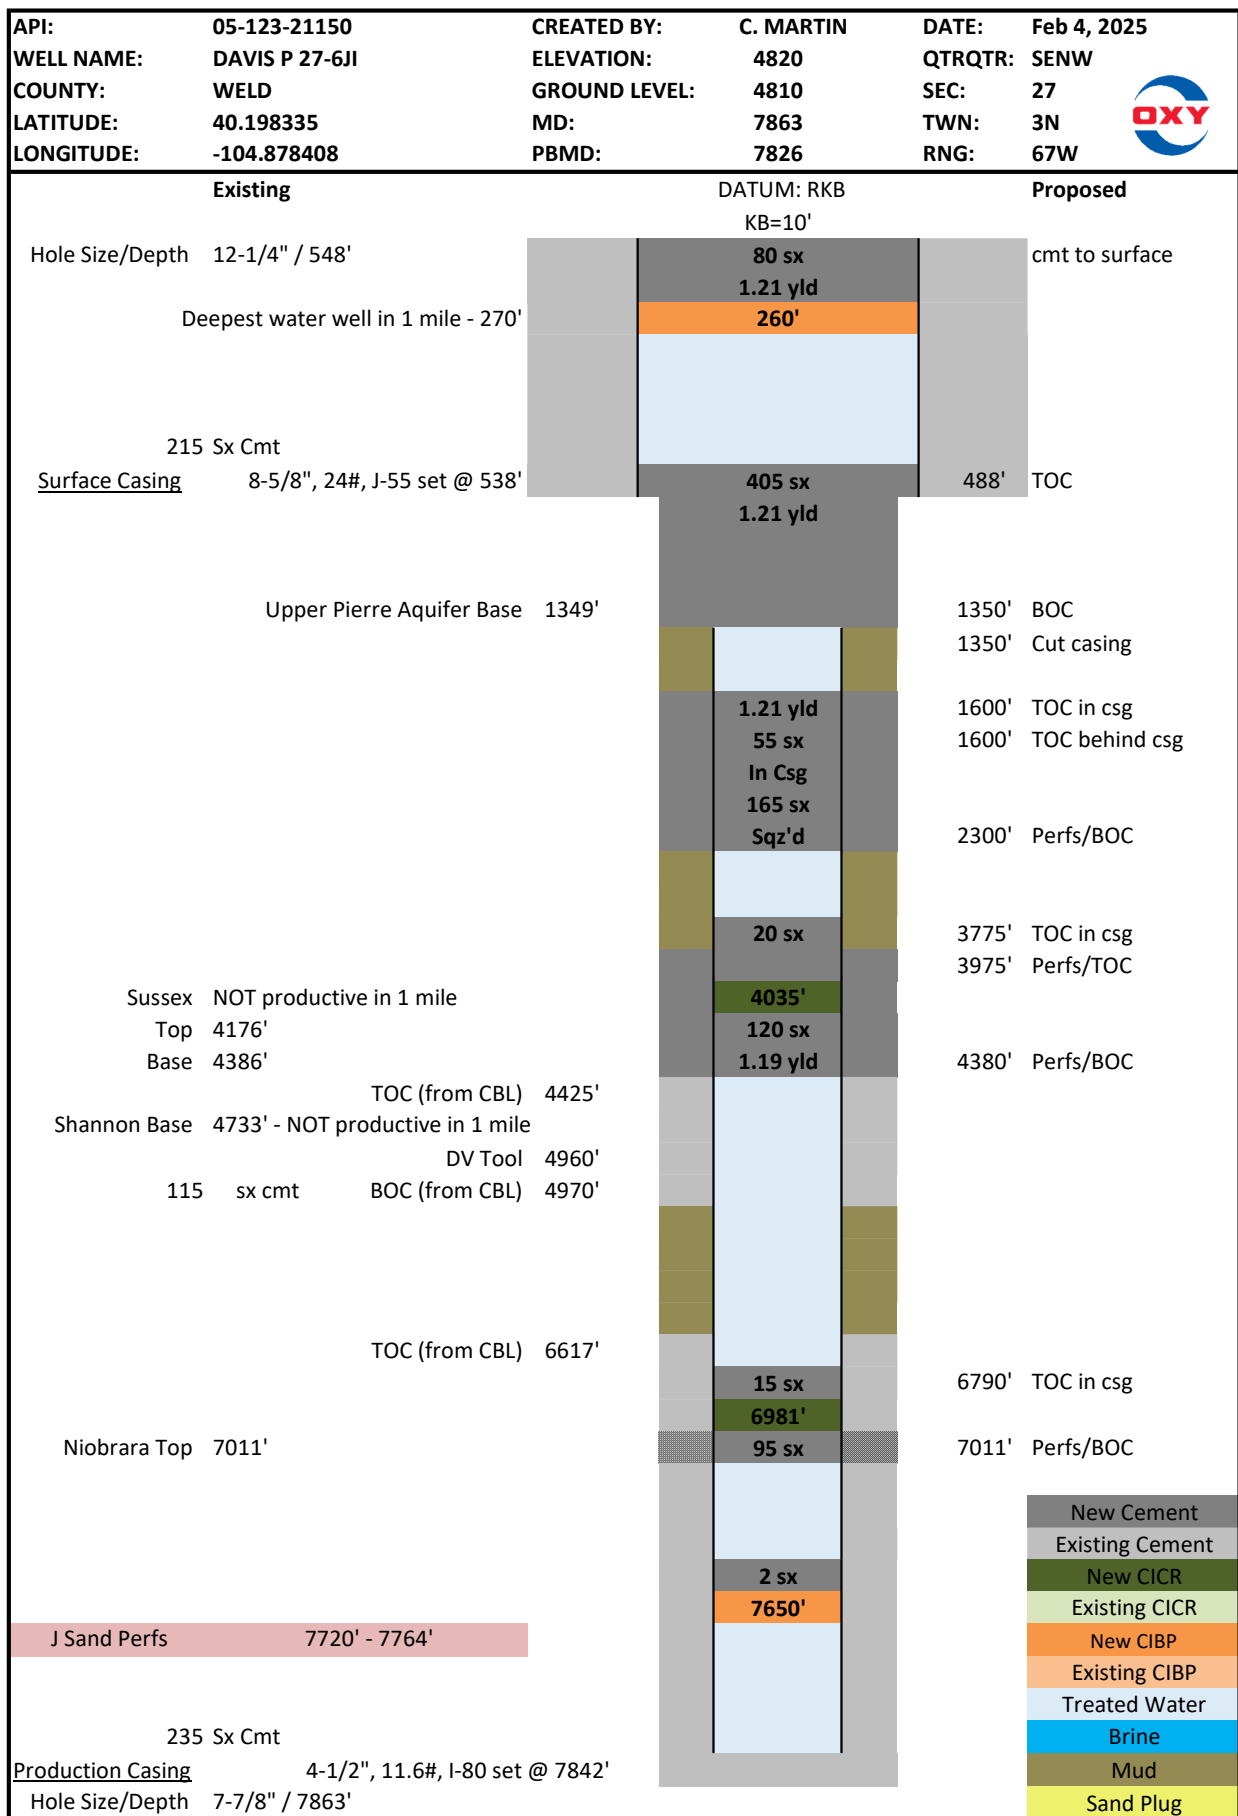 API: 05-123-21150 CREATED BY: C. MARTIN DATE: Feb 4, 2025
WELL NAME: DAVIS P 27-6JI ELEVATION: 4820 QTRQTR: SENW
COUNTY: WELD GROUND LEVEL: 4810 SEC: 27
LATITUDE: 40.198335 MD: 7863 TWN: 3N
LONGITUDE: -104.878408 PBMD: 7826 RNG: 67W
OXY
Existing DATUM: RKB Proposed
KB=10'
Hole Size/Depth 12-1/4" / 548' 80 sx cmt to surface
1.21 yld
Deepest water well in 1 mile - 270' 260'
215 Sx Cmt
Surface Casing 8-5/8", 24#, J-55 set @ 538' 405 sx 488' TOC
1.21 yld
Upper Pierre Aquifer Base 1349' 1350' BOC
1350' Cut casing
1.21 yld 1600' TOC in csg
55 sx 1600' TOC behind csg
In Csg
165 sx
Sqz'd 2300' Perfs/BOC
20 sx 3775' TOC in csg
3975' Perfs/TOC
Sussex NOT productive in 1 mile 4035'
Top 4176' 120 sx
Base 4386' 1.19 yld 4380' Perfs/BOC
TOC (from CBL) 4425'
Shannon Base 4733' - NOT productive in 1 mile
DV Tool 4960'
115 sx cmt BOC (from CBL) 4970'
TOC (from CBL) 6617'
15 sx 6790' TOC in csg
6981'
Niobrara Top 7011' 95 sx 7011' Perfs/BOC
New Cement
Existing Cement
2 sx New CICR
7650' Existing CICR
J Sand Perfs 7720' - 7764' New CIBP
Existing CIBP
Treated Water
235 Sx Cmt Brine
Production Casing 4-1/2", 11.6#, I-80 set @ 7842' Mud
Hole Size/Depth 7-7/8" / 7863' Sand Plug